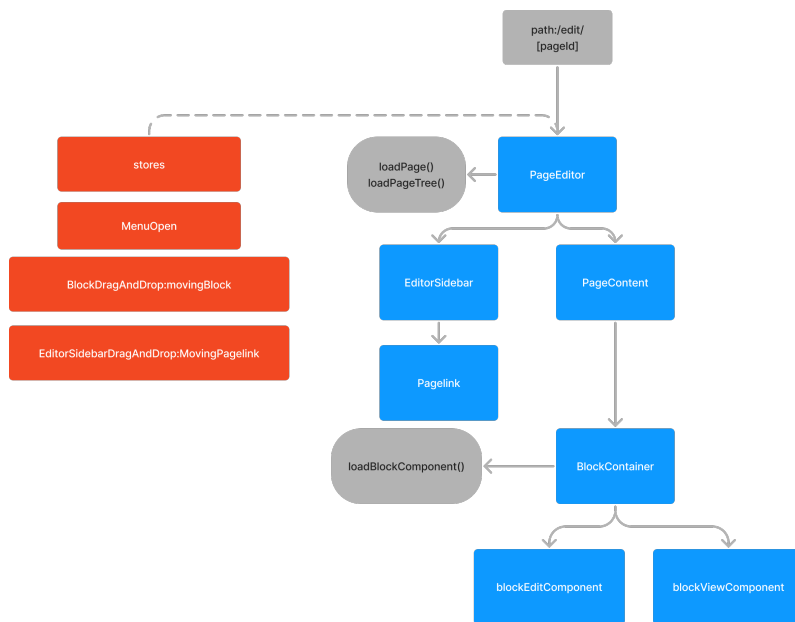 path:/edit/
[pageId]
stores
loadPage()
loadPageTree()
PageEditor
MenuOpen
BlockDragAndDrop:movingBlock
EditorSidebar
PageContent
EditorSidebarDragAndDrop:MovingPagelink
Pagelink
loadBlockComponent()
BlockContainer
blockEditComponent
blockViewComponent